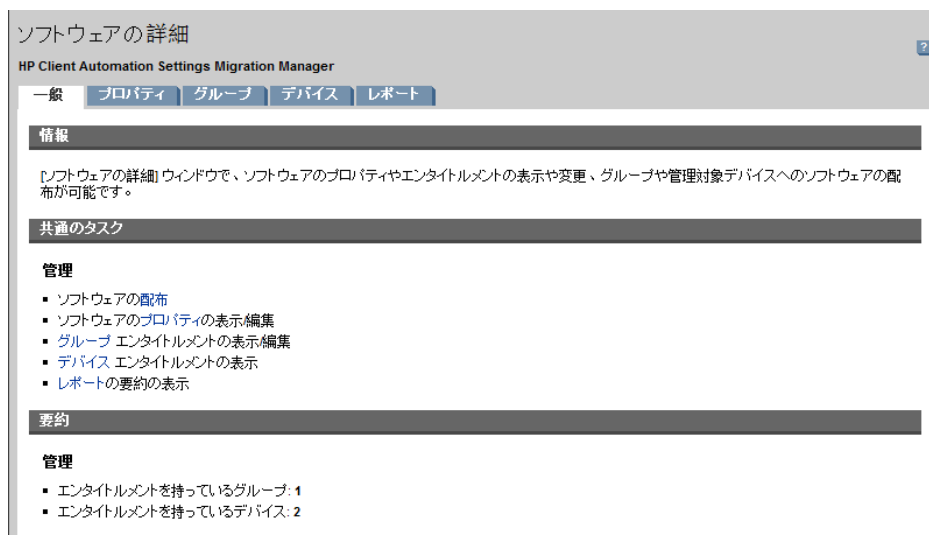 ソフトウェアの詳細
?
HP Client Automation Settings Migration Manager
一般 プロパティ グループ デバイス レポート
情報
[ソフトウェアの詳細] ウィンドウで、ソフトウェアのプロパティやエンタイトルメントの表示や変更、グループや管理対象デバイスへのソフトウェアの配
布が可能です。
共通のタスク
管理
▪ ソフトウェアの配布
▪ ソフトウェアのプロパティの表示/編集
▪ グループ エンタイトルメントの表示/編集
▪ デバイス エンタイトルメントの表示
▪ レポートの要約の表示
要約
管理
▪ エンタイトルメントを持っているグループ: 1
▪ エンタイトルメントを持っているデバイス: 2